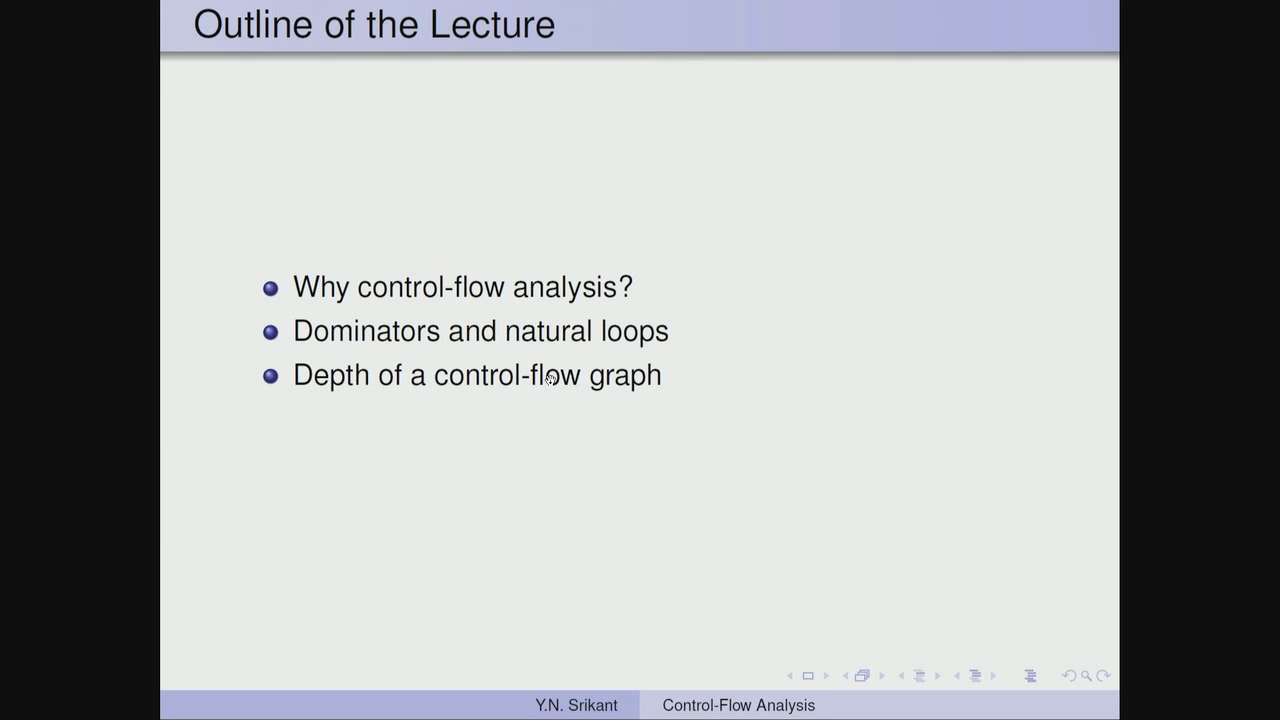 Outline of the Lecture
Why control-flow analysis?
Dominators and natural loops
Depth of a control-flow graph
Y.N. Srikant
Control-Flow Analysis